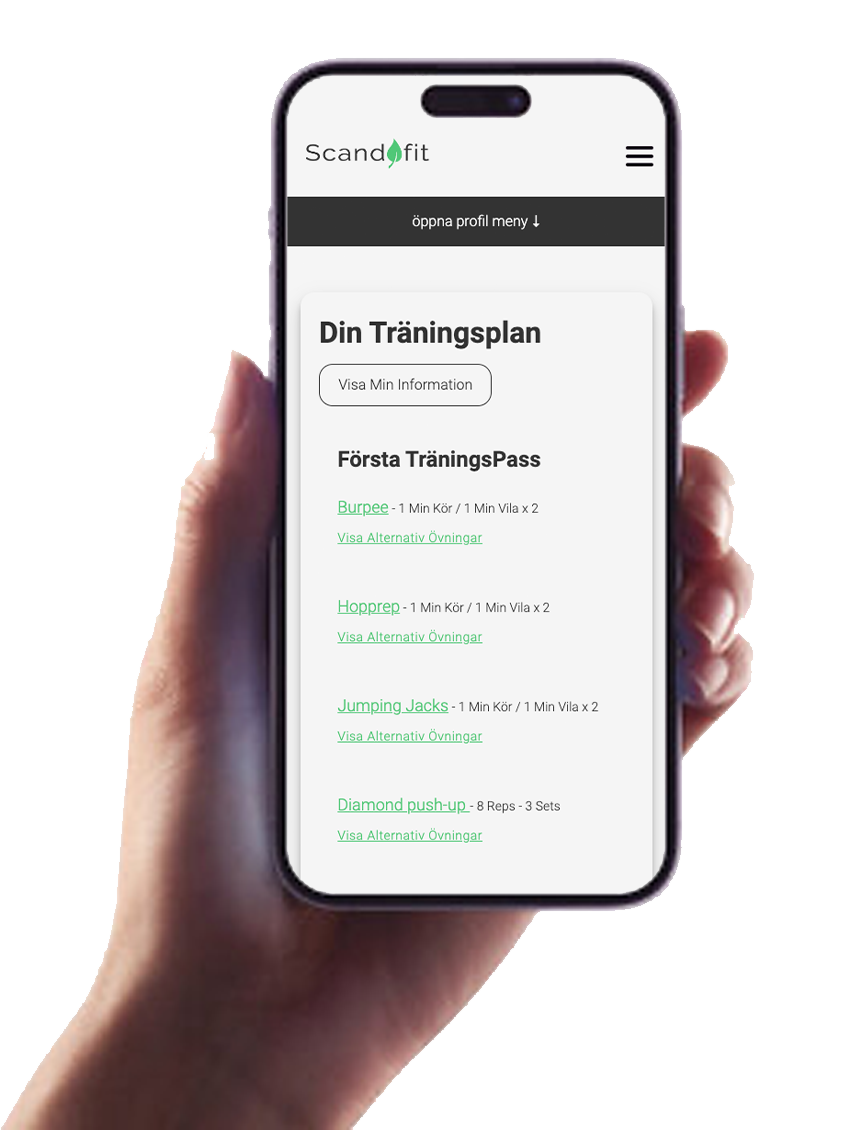 Scandfit
öppna profil meny ↓
Din Träningsplan
Visa Min Information
Första TräningsPass
Burpee - 1 Min Kör / 1 Min Vila x 2
Visa Alternativ Övningar
Hopprep - 1 Min Kör / 1 Min Vila x 2
Visa Alternativ Övningar
Jumping Jacks - 1 Min Kör / 1 Min Vila x 2
Visa Alternativ Övningar
Diamond push-up - 8 Reps - 3 Sets
Visa Alternativ Övningar